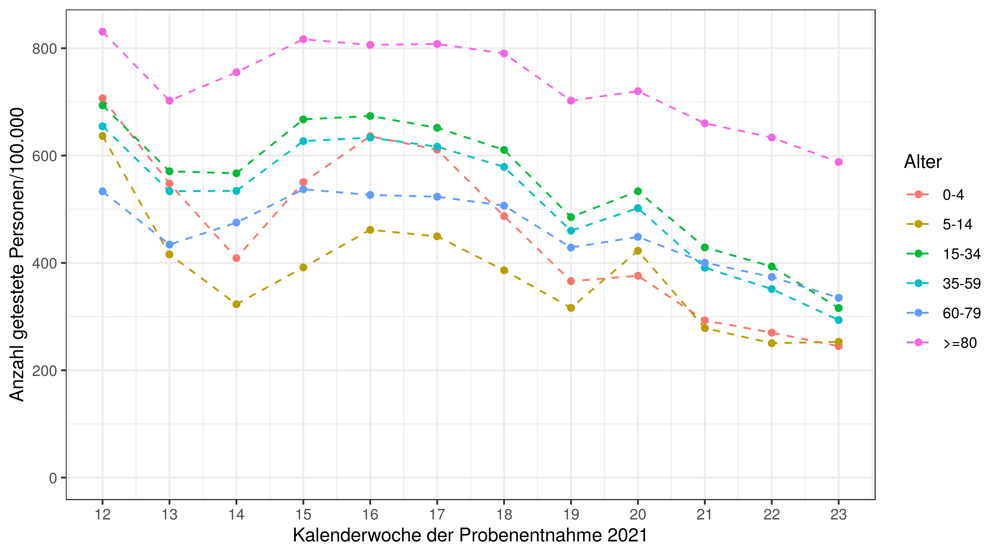 Anzahl getestete Personen/100.000
800
600
400
200
0
12 13 14 15 16 17 18 19 20 21 22 23
Kalenderwoche der Probenentnahme 2021
Alter
0-4
5-14
15-34
35-59
60-79
>=80